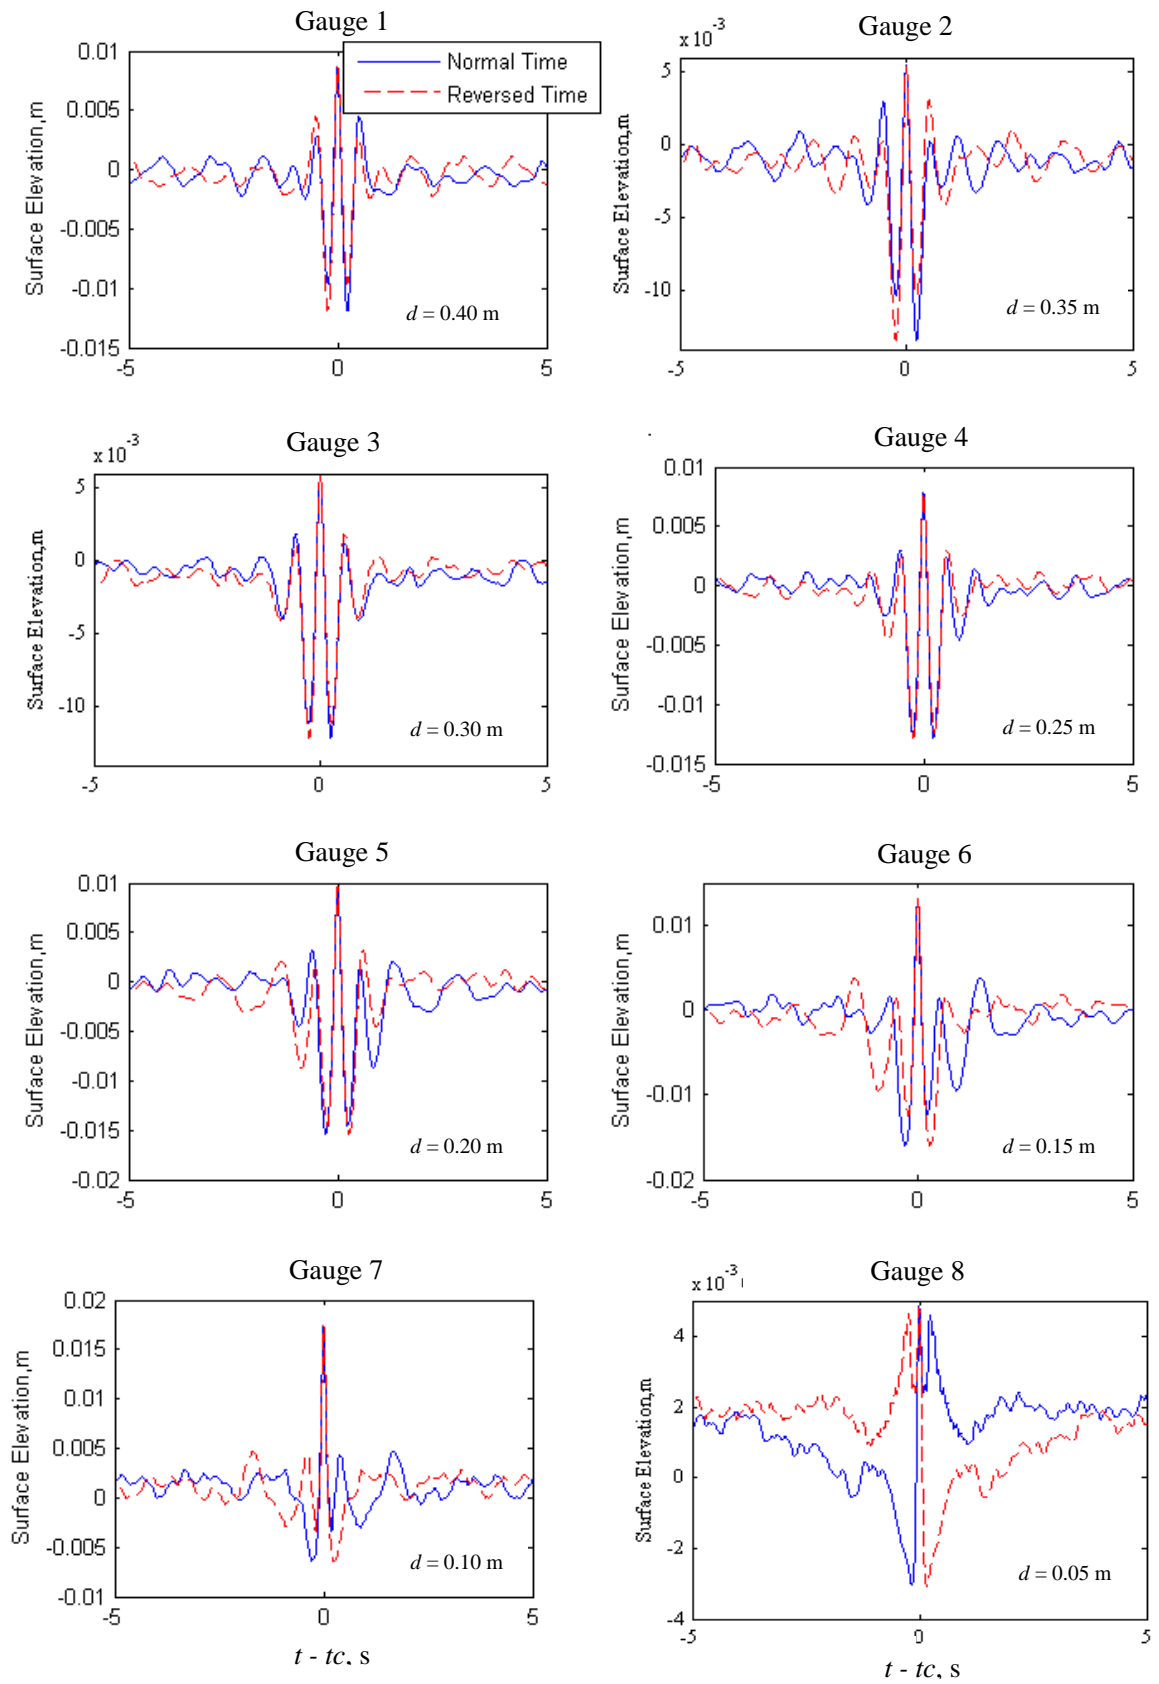 Gauge 1
0.01
0.005
0
-0.005
-0.01
-0.015
Surface Elevation,m
Normal Time
Reversed Time
d = 0.40 m
-5 0 5
Gauge 2
x 10-3
5
0
-5
-10
Surface Elevation,m
d = 0.35 m
-5 0 5
Gauge 3
x 10-3
5
0
-5
-10
Surface Elevation,m
d = 0.30 m
-5 0 5
Gauge 4
0.01
0.005
0
-0.005
-0.01
-0.015
Surface Elevation,m
d = 0.25 m
-5 0 5
Gauge 5
0.01
0.005
0
-0.005
-0.01
-0.015
-0.02
Surface Elevation,m
d = 0.20 m
-5 0 5
Gauge 6
0.01
0
-0.01
-0.02
Surface Elevation,m
d = 0.15 m
-5 0 5
Gauge 7
0.02
0.015
0.01
0.005
0
-0.005
-0.01
Surface Elevation,m
d = 0.10 m
-5 0 5
t - tc, s
Gauge 8
x 10-3
4
2
0
-2
-4
Surface Elevation,m
d = 0.05 m
-5 0 5
t - tc, s